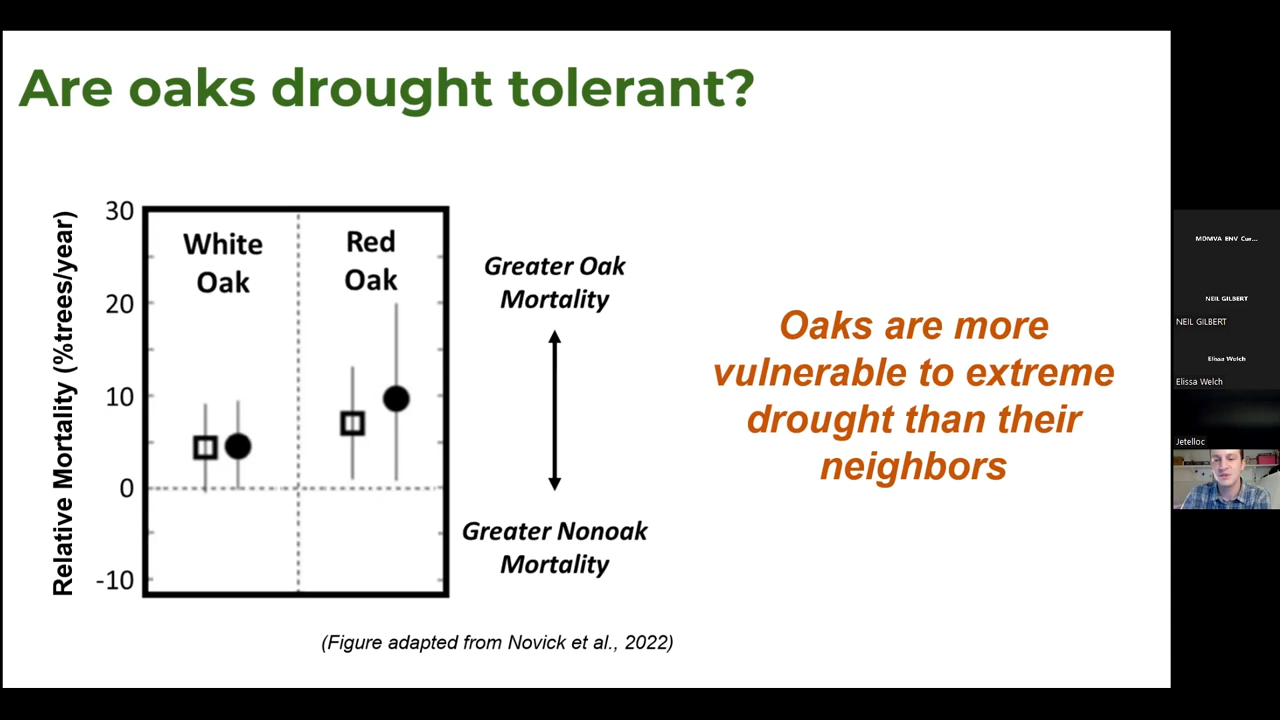 Are oaks drought tolerant?
Relative Mortality (%trees/year)
30
20
10
0
-10
White
Oak
Red
Oak
Greater Oak
Mortality
Greater Nonoak
Mortality
(Figure adapted from Novick et al., 2022)
Oaks are more
vulnerable to extreme
drought than their
neighbors
MDMVA ENV Cur...
NEIL GILBERT
NEIL GILBERT
Elissa Welch
Elissa Welch
Jetelloc